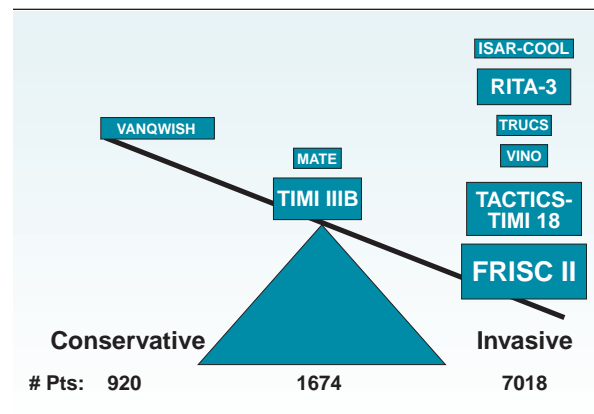 ISAR-COOL
RITA-3
VANQWISH
TRUCS
MATE
VINO
TIMI IIIB
TACTICS-
TIMI 18
FRISC II
Conservative
Invasive
# Pts: 920 1674 7018